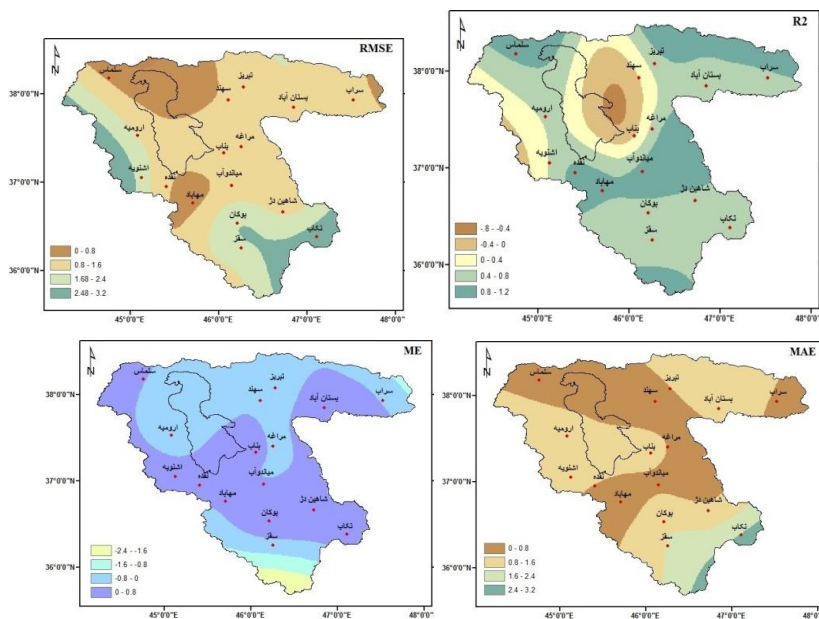 RMSE
N
سلماس
تبریز
سهند
بستان آباد
سراب
ارومیه
مراغه
بناب
اشنویه
نقده
میاندوآب
مهاباد
شاهین دژ
بوکان
تکاب
سقز
38°0'0"N
37°0'0"N
36°0'0"N
0 - 0.8
0.8 - 1.6
1.68 - 2.4
2.48 - 3.2
45°0'0"E 46°0'0"E 47°0'0"E 48°0'0"E
R2
N
سلماس
تبریز
سهند
بستان آباد
سراب
ارومیه
مراغه
بناب
اشنویه
نقده
میاندوآب
مهاباد
شاهین دژ
بوکان
تکاب
سقز
38°0'0"N
37°0'0"N
36°0'0"N
-.8 - -0.4
-0.4 - 0
0 - 0.4
0.4 - 0.8
0.8 - 1.2
45°0'0"E 46°0'0"E 47°0'0"E 48°0'0"E
ME
N
سلماس
تبریز
سهند
بستان آباد
سراب
ارومیه
مراغه
بناب
اشنویه
نقده
میاندوآب
مهاباد
شاهین دژ
بوکان
تکاب
سقز
38°0'0"N
37°0'0"N
36°0'0"N
-2.4 - -1.6
-1.6 - -0.8
-0.8 - 0
0 - 0.8
45°0'0"E 46°0'0"E 47°0'0"E 48°0'0"E
MAE
N
سلماس
تبریز
سهند
بستان آباد
سراب
ارومیه
مراغه
بناب
اشنویه
نقده
میاندوآب
مهاباد
شاهین دژ
بوکان
تکاب
سقز
38°0'0"N
37°0'0"N
36°0'0"N
0 - 0.8
0.8 - 1.6
1.6 - 2.4
2.4 - 3.2
45°0'0"E 46°0'0"E 47°0'0"E 48°0'0"E